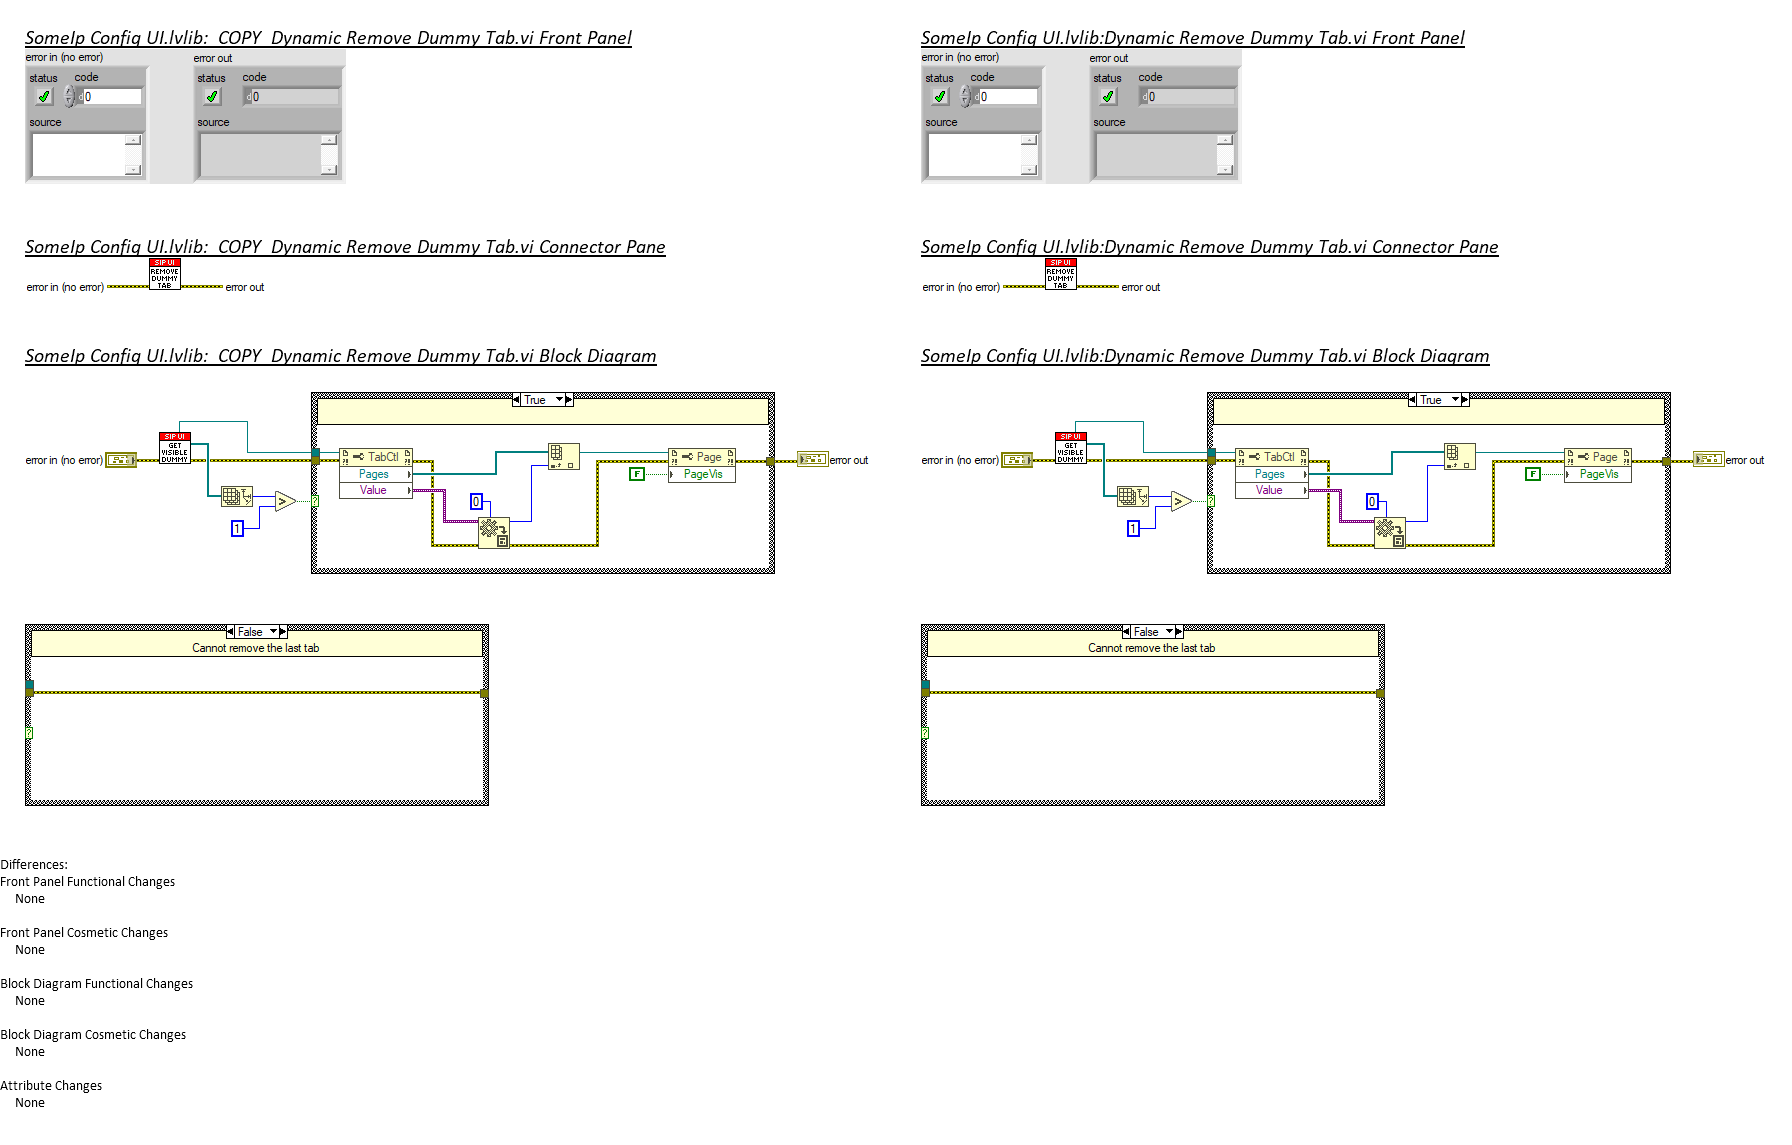 SomeIp Config UI.lvlib:  COPY  Dynamic Remove Dummy Tab.vi Front Panel
error in (no error)
error out
status
code
status
code
d 0
d 0
source
source
SomeIp Config UI.lvlib:Dynamic Remove Dummy Tab.vi Front Panel
error in (no error)
error out
status
code
status
code
d 0
d 0
source
source
SomeIp Config UI.lvlib:  COPY  Dynamic Remove Dummy Tab.vi Connector Pane
SIP UI
REMOVE
DUMMY
TAB
error in (no error)
error out
SomeIp Config UI.lvlib:Dynamic Remove Dummy Tab.vi Connector Pane
SIP UI
REMOVE
DUMMY
TAB
error in (no error)
error out
SomeIp Config UI.lvlib:  COPY  Dynamic Remove Dummy Tab.vi Block Diagram
True
SIP UI
GET
VISIBLE
DUMMY
error in (no error)
TabCtl
Pages
Value
Page
PageVis
F
error out
0
1
>
?
SomeIp Config UI.lvlib:Dynamic Remove Dummy Tab.vi Block Diagram
True
SIP UI
GET
VISIBLE
DUMMY
error in (no error)
TabCtl
Pages
Value
Page
PageVis
F
error out
0
1
>
?
False
Cannot remove the last tab
?
False
Cannot remove the last tab
?
Differences:
Front Panel Functional Changes
None
Front Panel Cosmetic Changes
None
Block Diagram Functional Changes
None
Block Diagram Cosmetic Changes
None
Attribute Changes
None